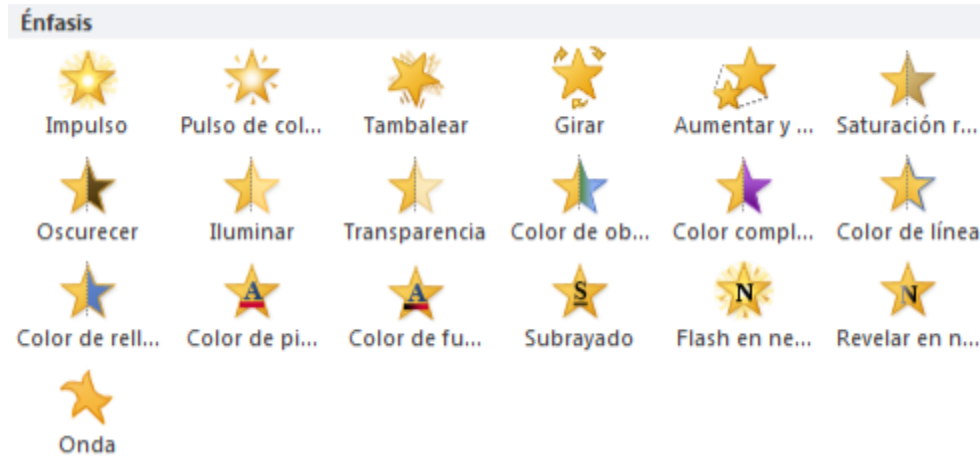 Énfasis
Impulso Pulso de col... Tambalear Girar Aumentar y ... Saturación r...
Oscurecer Iluminar Transparencia Color de ob... Color compl... Color de línea
A A S N N
Color de rell... Color de pi... Color de fu... Subrayado Flash en ne... Revelar en n...
Onda